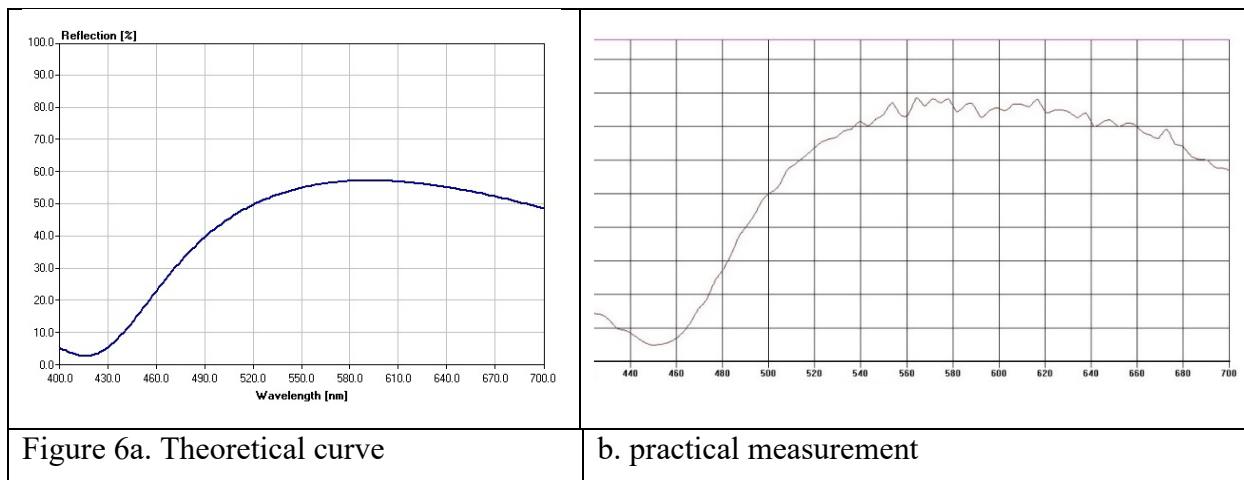 Reflection [%]
100.0
90.0
80.0
70.0
60.0
50.0
40.0
30.0
20.0
10.0
0.0
400.0 430.0 460.0 490.0 520.0 550.0 580.0 610.0 640.0 670.0 700.0
Wavelength [nm]
440 460 480 500 520 540 560 580 600 620 640 660 680 700
Figure 6a. Theoretical curve
b. practical measurement